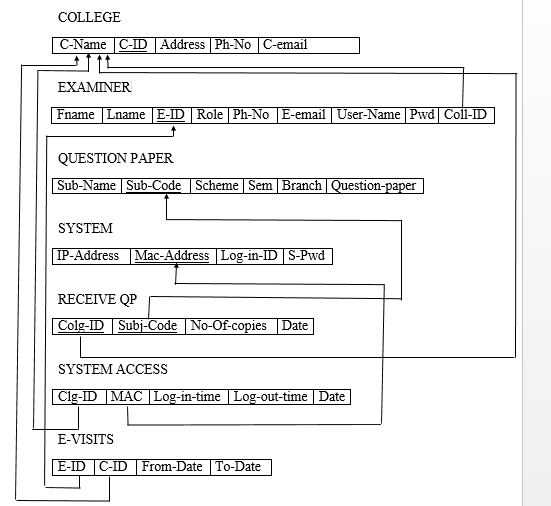 COLLEGE
C-Name C-ID Address Ph-No C-email
EXAMINER
Fname Lname E-ID Role Ph-No E-email User-Name Pwd Coll-ID
QUESTION PAPER
Sub-Name Sub-Code Scheme Sem Branch Question-paper
SYSTEM
IP-Address Mac-Address Log-in-ID S-Pwd
RECEIVE QP
Colg-ID Subj-Code No-Of-copies Date
SYSTEM ACCESS
Clg-ID MAC Log-in-time Log-out-time Date
E-VISITS
E-ID C-ID From-Date To-Date